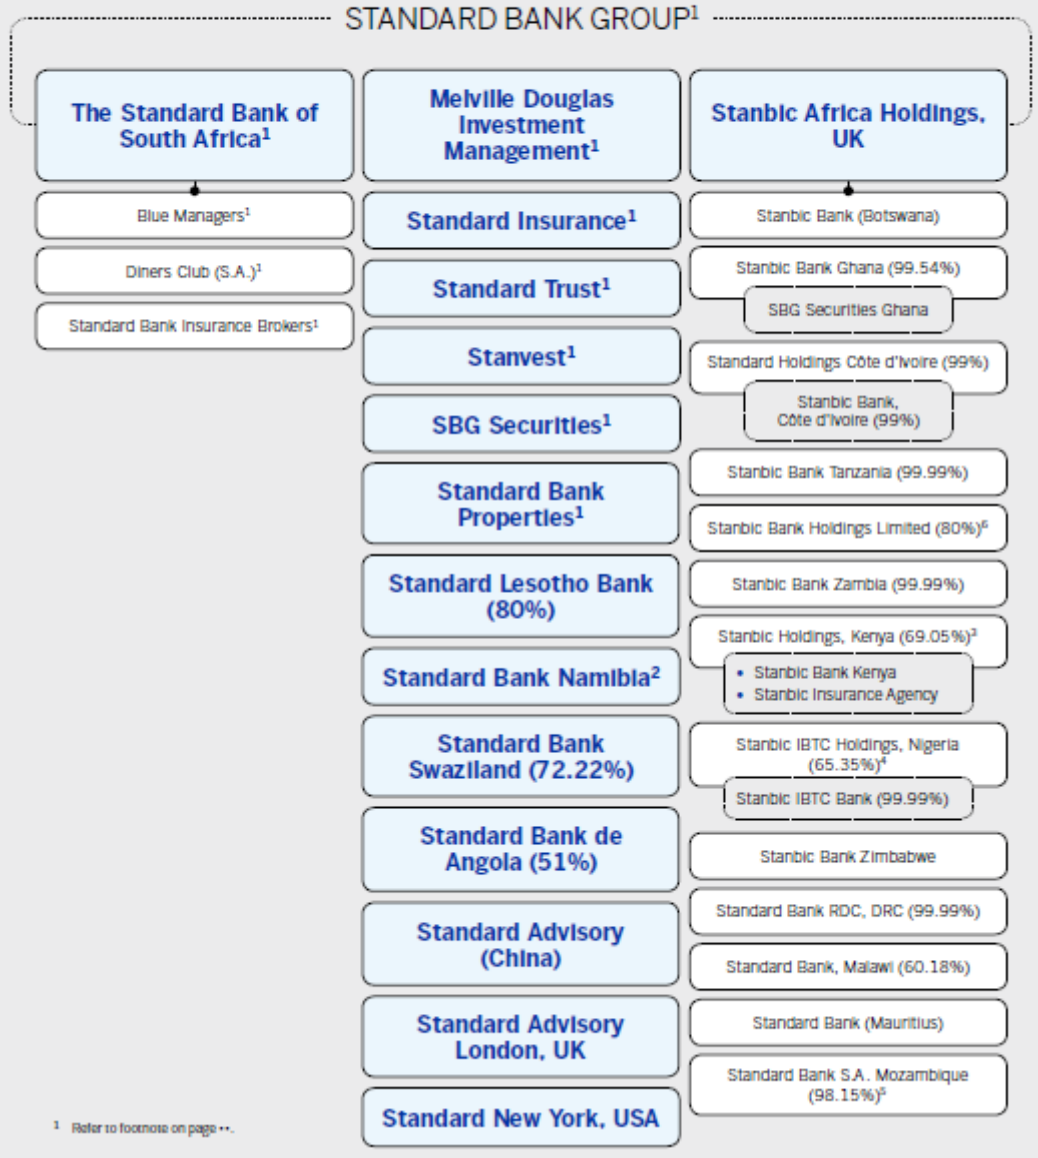 STANDARD BANK GROUP¹
The Standard Bank of
South Africa¹
Blue Managers¹
Diners Club (S.A.)¹
Standard Bank Insurance Brokers¹
Melville Douglas
Investment
Management¹
Standard Insurance¹
Standard Trust¹
Stanvest¹
SBG Securities¹
Standard Bank
Properties¹
Standard Lesotho Bank
(80%)
Standard Bank Namibia²
Standard Bank
Swaziland (72.22%)
Standard Bank de
Angola (51%)
Standard Advisory
(China)
Standard Advisory
London, UK
Standard New York, USA
Stanbic Africa Holdings,
UK
Stanbic Bank (Botswana)
Stanbic Bank Ghana (99.54%)
SBG Securities Ghana
Standard Holdings Côte d'Ivoire (99%)
Stanbic Bank,
Côte d'Ivoire (99%)
Stanbic Bank Tanzania (99.99%)
Stanbic Bank Holdings Limited (80%)⁶
Stanbic Bank Zambia (99.99%)
Stanbic Holdings, Kenya (69.05%)³
• Stanbic Bank Kenya
• Stanbic Insurance Agency
Stanbic IBTC Holdings, Nigeria
(65.35%)⁴
Stanbic IBTC Bank (99.99%)
Stanbic Bank Zimbabwe
Standard Bank RDC, DRC (99.99%)
Standard Bank, Malawi (60.18%)
Standard Bank (Mauritius)
Standard Bank S.A. Mozambique
(98.15%)⁵
¹ Refer to footnote on page ••.